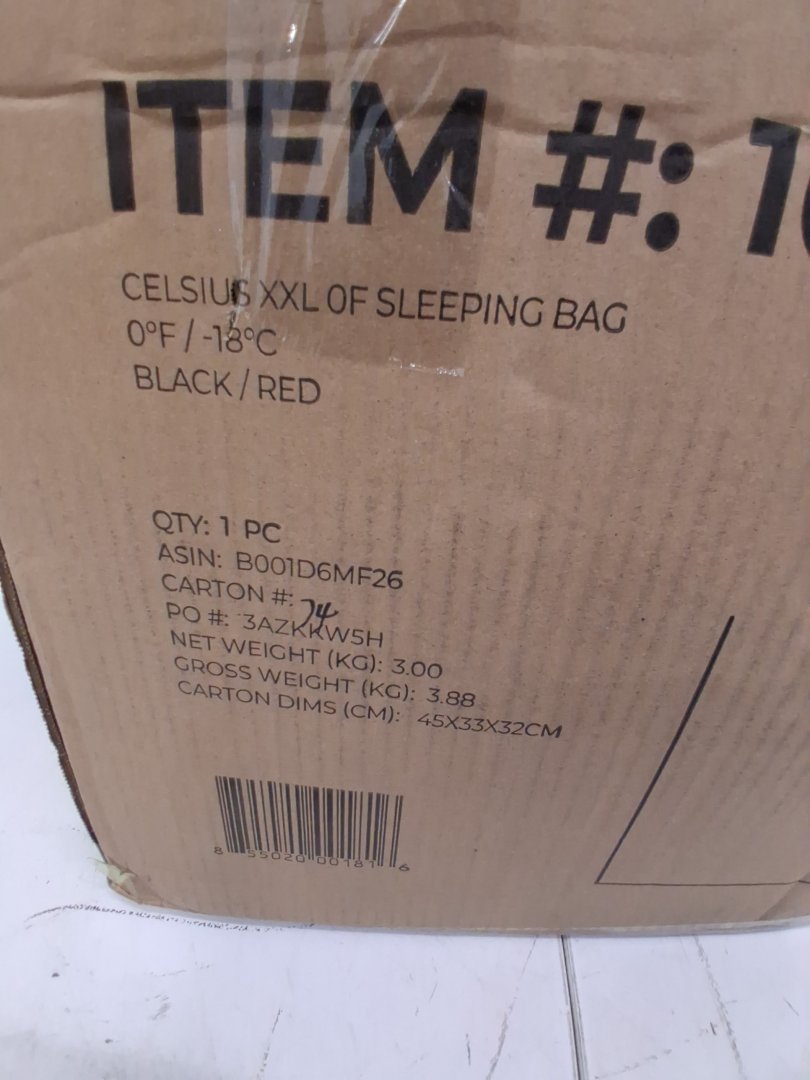 ITEM #: 1
CELSIUS XXL 0F SLEEPING BAG
0°F / -18°C
BLACK / RED
QTY: 1 PC
ASIN: B001D6MF26
CARTON #: 24
PO #: 3AZKKW5H
NET WEIGHT (KG): 3.00
GROSS WEIGHT (KG): 3.88
CARTON DIMS (CM): 45X33X32CM
8 55020 00181 6